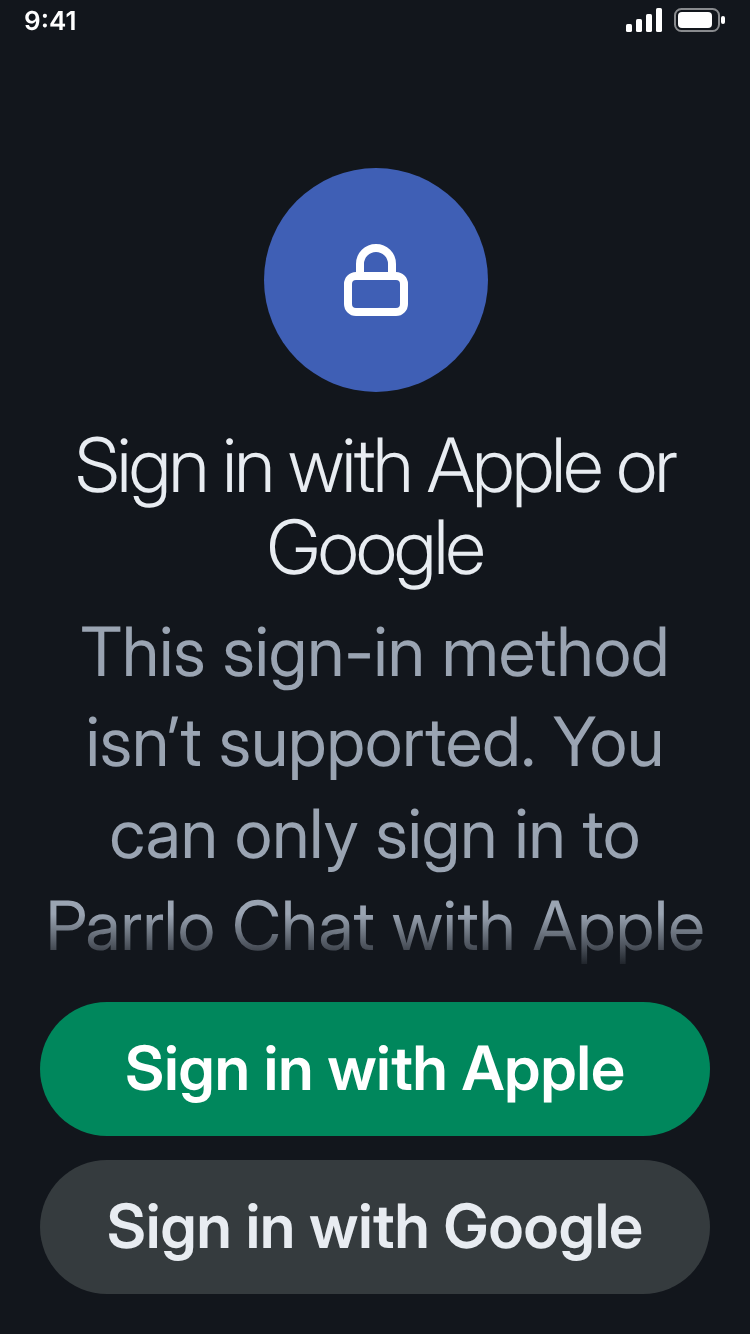 9:41
Sign in with Apple or
Google
This sign-in method
isn’t supported. You
can only sign in to
Parrlo Chat with Apple
Sign in with Apple
Sign in with Google